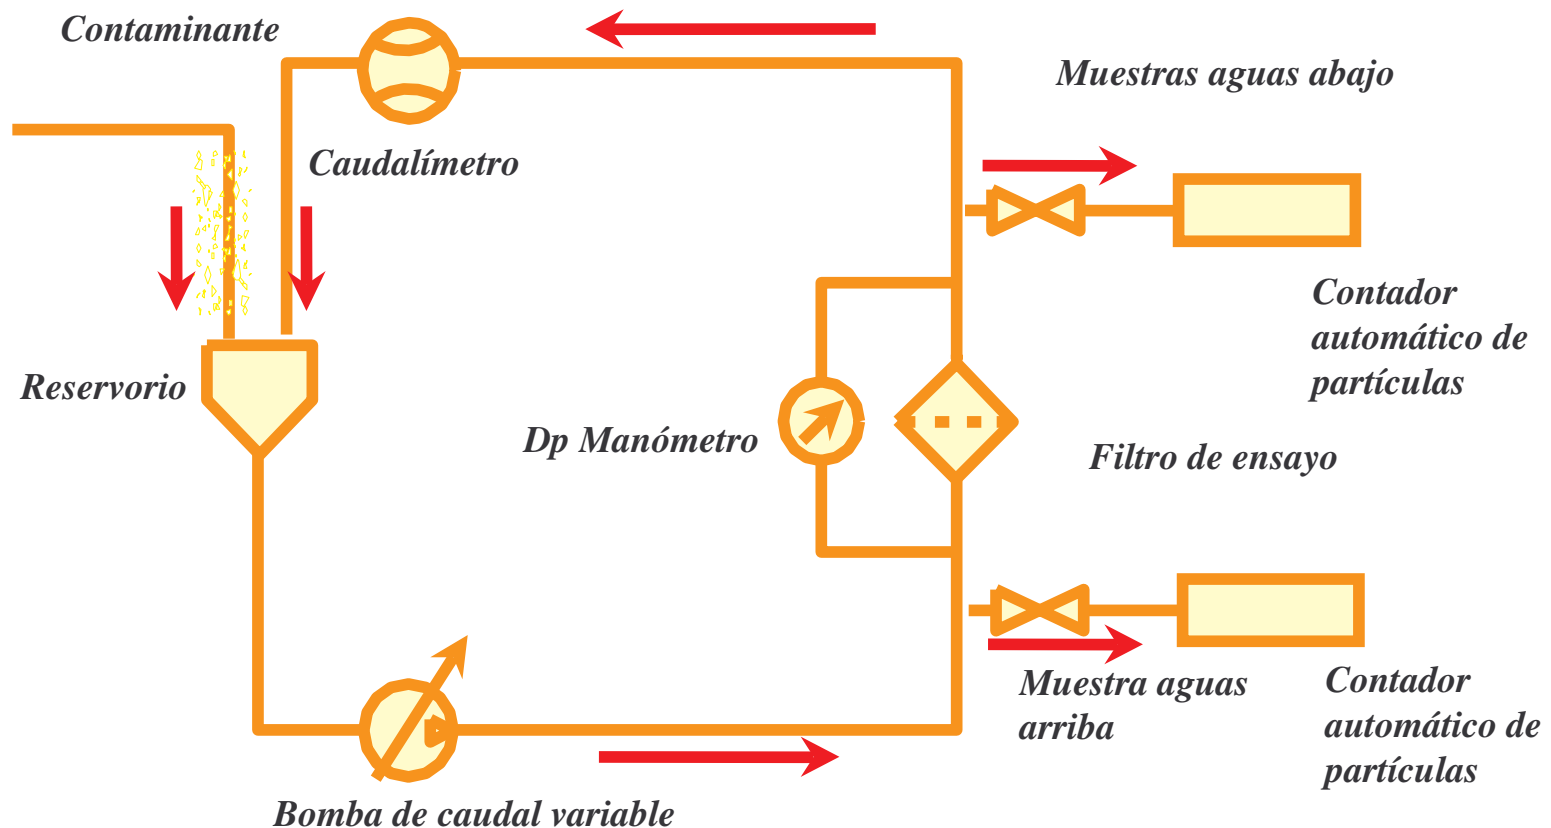 Contaminante
Muestras aguas abajo
Caudalímetro
Contador
automático de
partículas
Reservorio
Dp Manómetro
Filtro de ensayo
Muestra aguas
arriba
Contador
automático de
partículas
Bomba de caudal variable